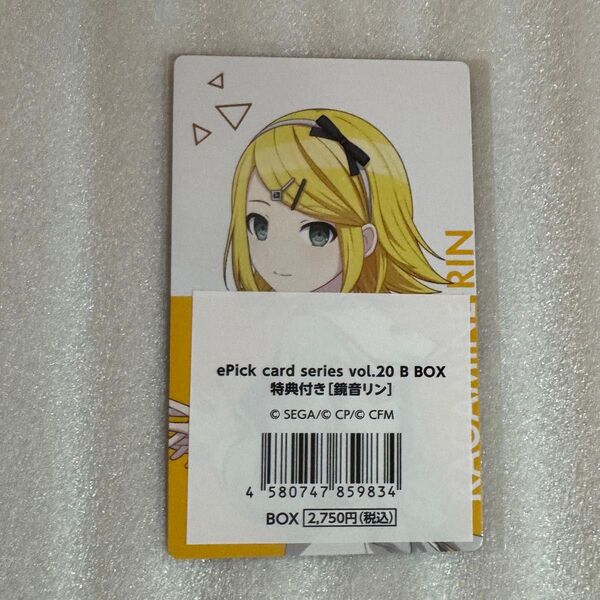 ePick card series vol.20 B BOX
特典付き[鏡音リン]
© SEGA/© CP/© CFM
4 580747 859834
BOX 2,750円(税込)
KAGAMINE RIN